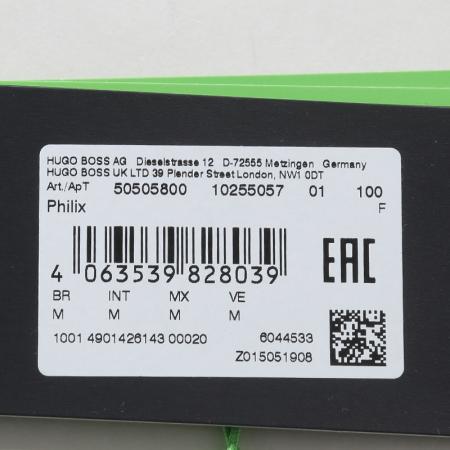 HUGO BOSS AG Dieselstrasse 12 D-72555 Metzingen Germany
HUGO BOSS UK LTD 39 Plender Street London, NW1 0DT
Art./ApT 50505800 10255057 01 100
Philix F
4 063539 828039 EAC
BR INT MX VE
M M M M
1001 4901426143 00020 6044533
Z015051908